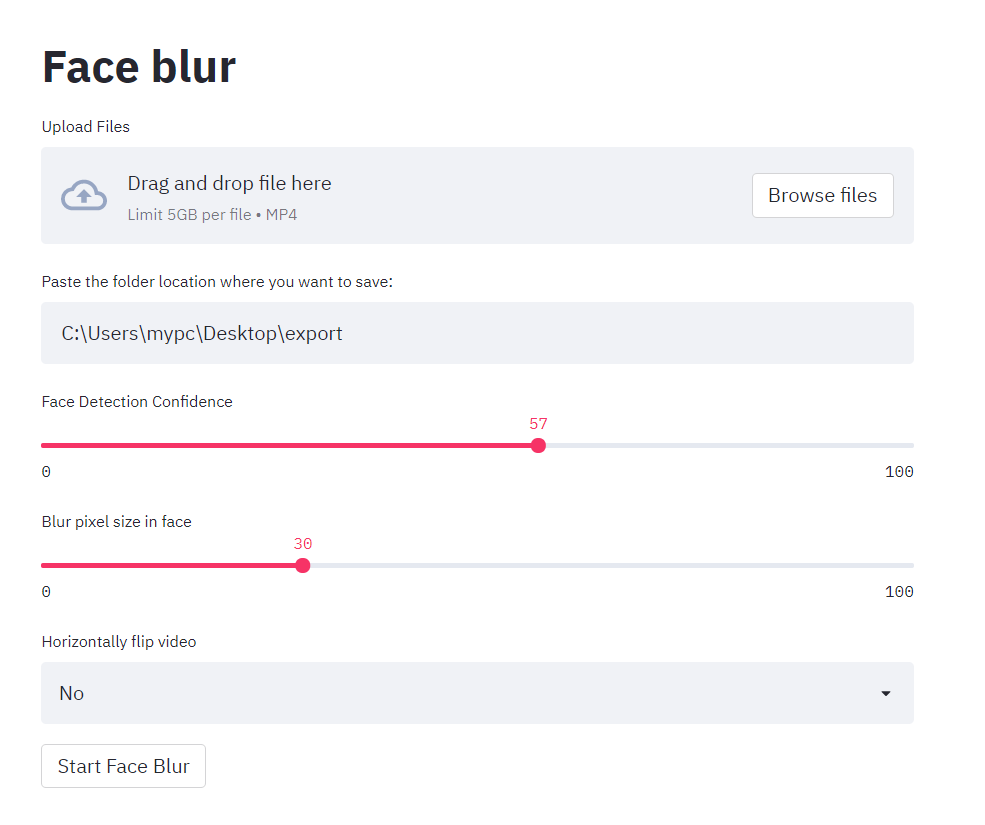 Face blur
Upload Files
Drag and drop file here
Limit 5GB per file • MP4
Browse files
Paste the folder location where you want to save:
C:\Users\mypc\Desktop\export
Face Detection Confidence
57
0 100
Blur pixel size in face
30
0 100
Horizontally flip video
No
Start Face Blur